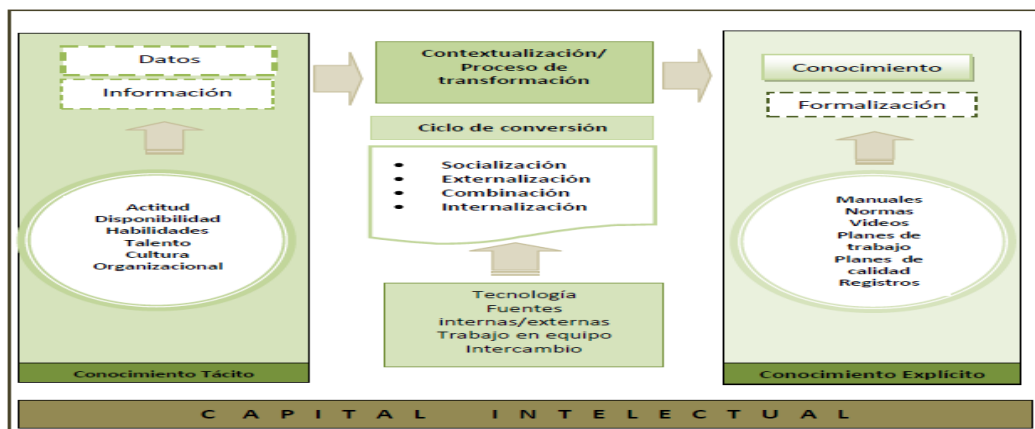 Datos
Información
Actitud
Disponibilidad
Habilidades
Talento
Cultura
Organizacional
Conocimiento Tácito
Contextualización/
Proceso de
transformación
Ciclo de conversión
• Socialización
• Externalización
• Combinación
• Internalización
Tecnología
Fuentes
internas/externas
Trabajo en equipo
Intercambio
Conocimiento
Formalización
Manuales
Normas
Videos
Planes de
trabajo
Planes de
calidad
Registros
Conocimiento Explícito
CAPITAL INTELECTUAL